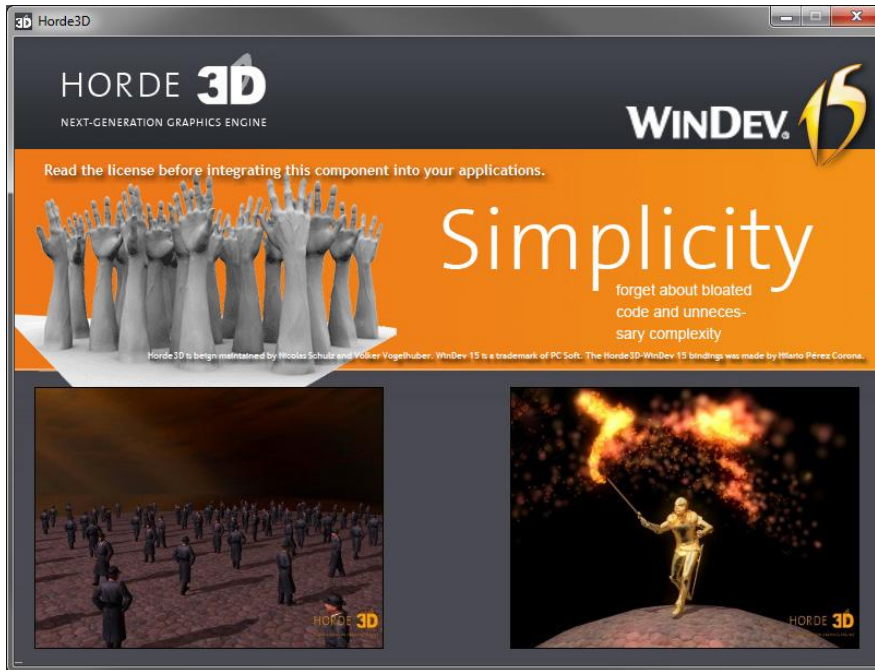 Horde3D
HORDE 3D
NEXT-GENERATION GRAPHICS ENGINE
WINDEV. 15
Read the license before integrating this component into your applications.
Simplicity
forget about bloated
code and unneces-
sary complexity
Horde3D is beign maintained by Nicolas Schulz and Volker Vogelhuber. WinDev 15 is a trademark of PC Soft. The Horde3D-WinDev 15 bindings was made by Hilario Pérez Corona.
HORDE 3D
HORDE 3D